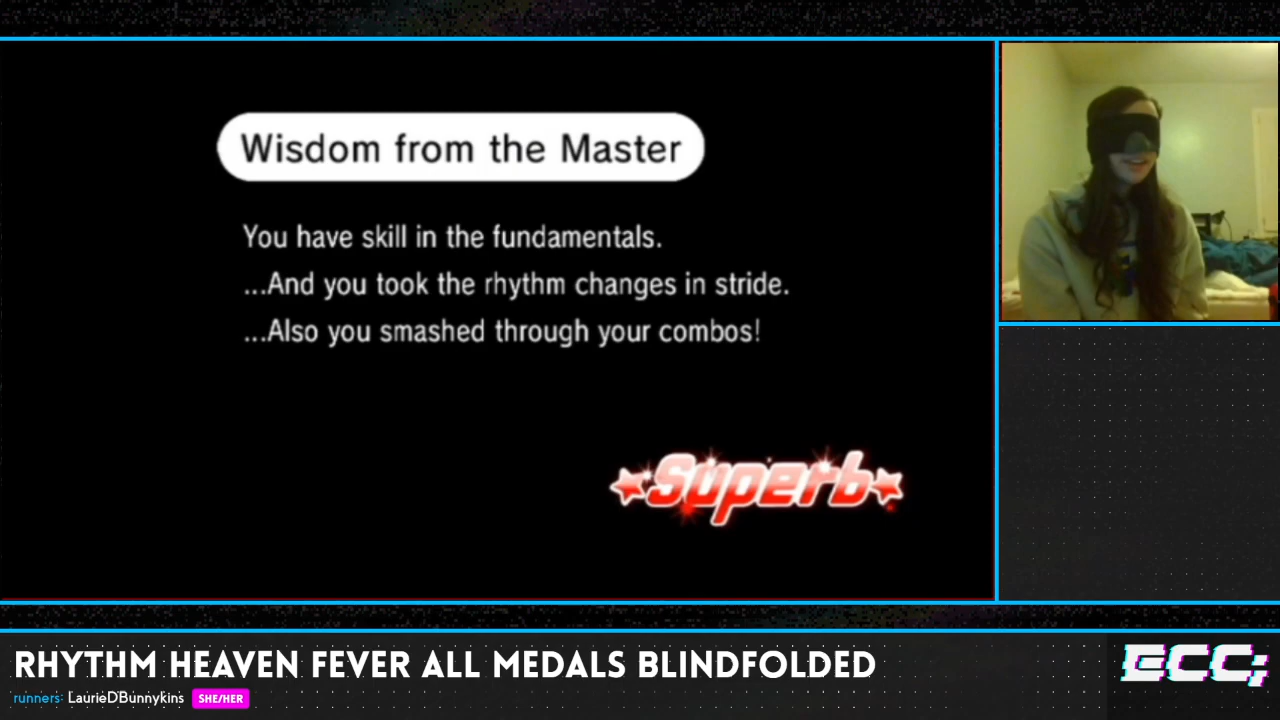 Wisdom from the Master
You have skill in the fundamentals.
...And you took the rhythm changes in stride.
...Also you smashed through your combos!
Superb
RHYTHM HEAVEN FEVER ALL MEDALS BLINDFOLDED
runners: LaurieDBunnykins SHE/HER
ECC;